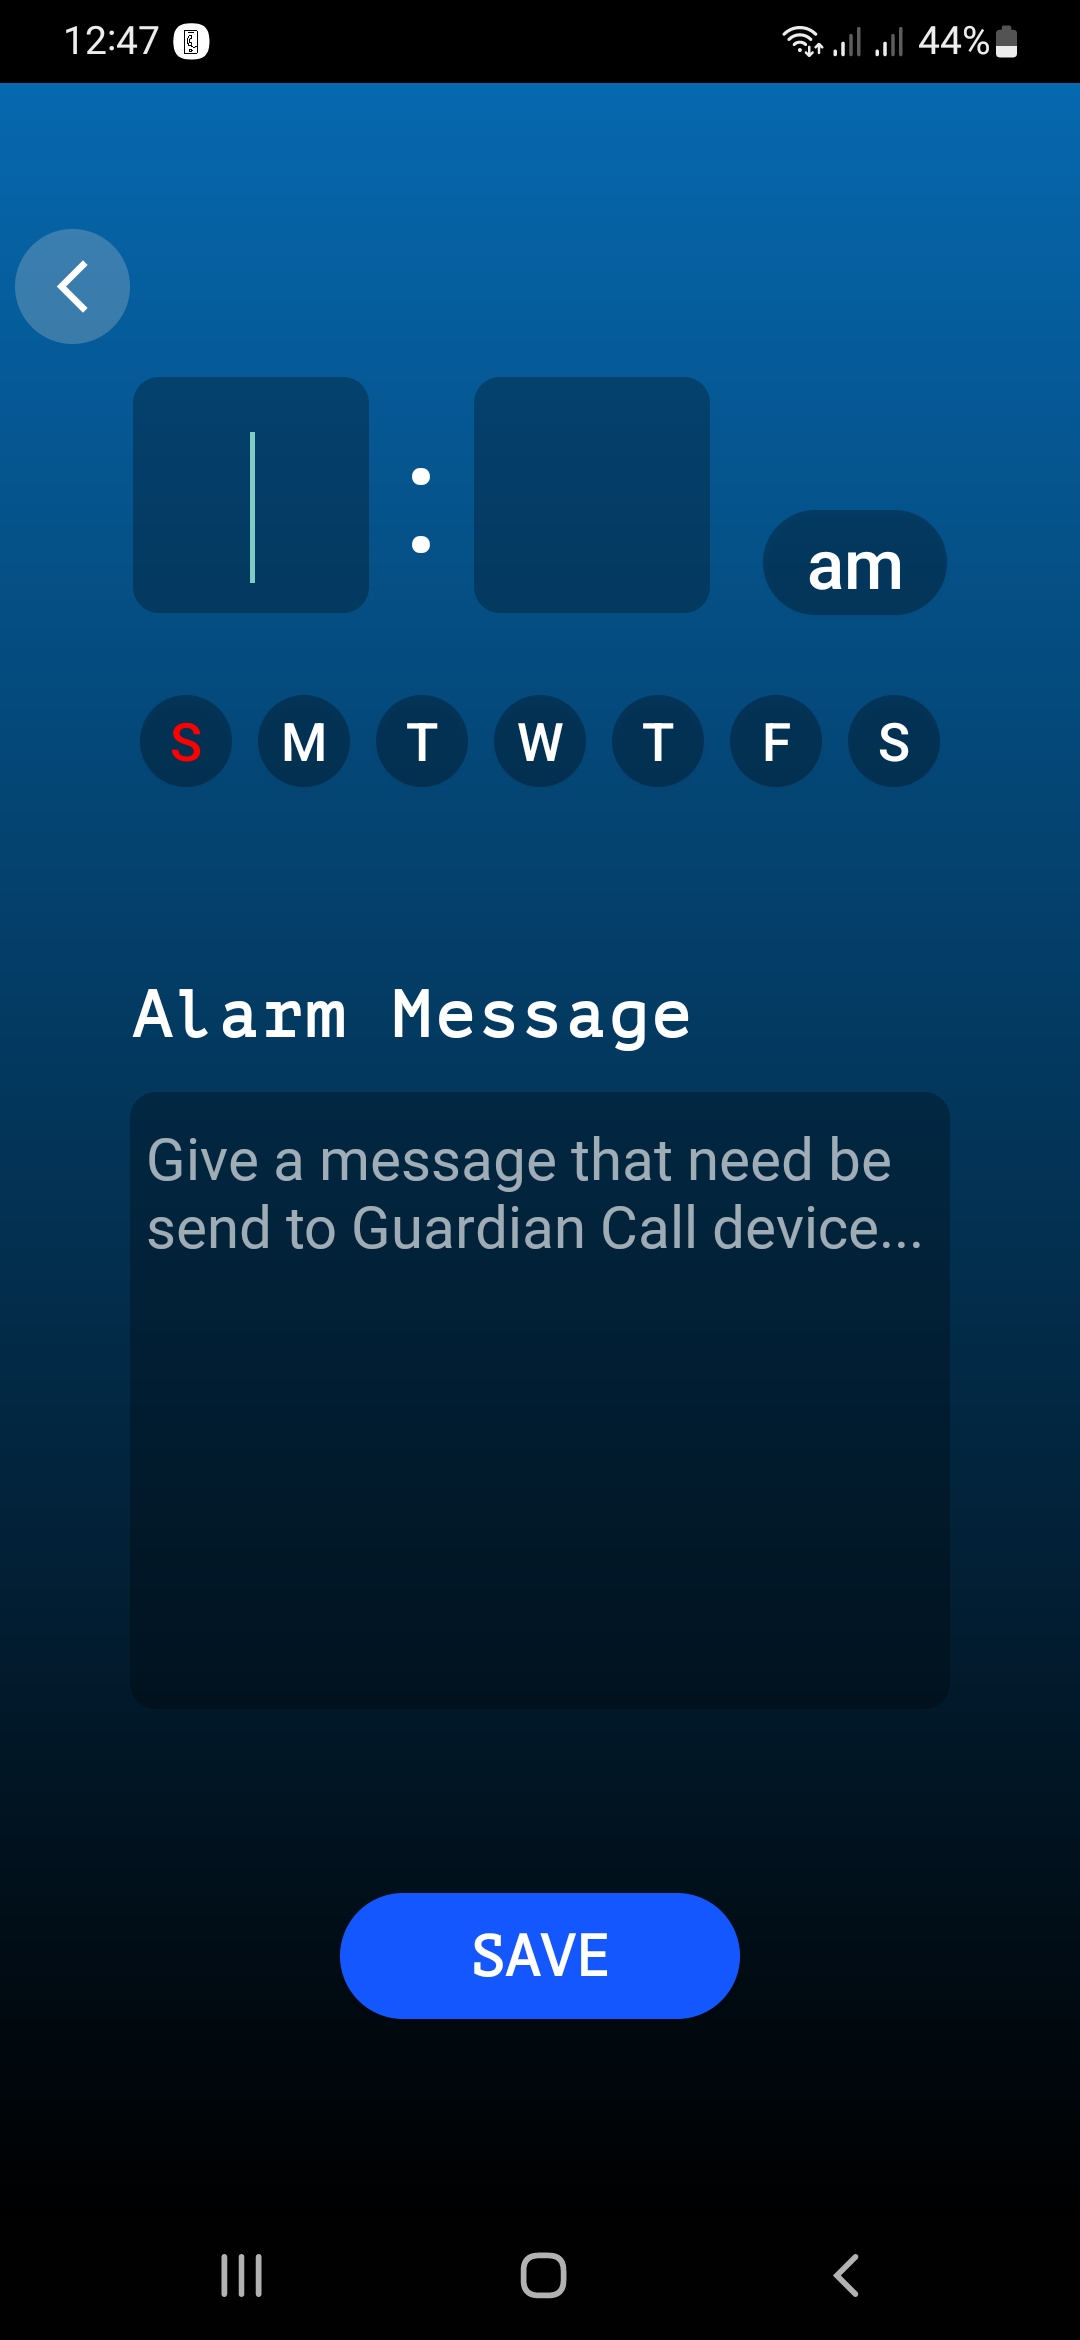 12:47 44%
: am
S M T W T F S
Alarm Message
Give a message that need be
send to Guardian Call device...
SAVE